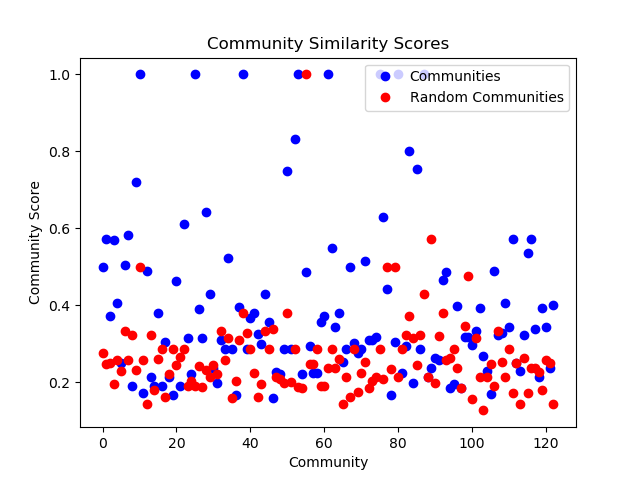 Community Similarity Scores
Communities
Random Communities
1.0
0.8
0.6
0.4
0.2
Community Score
0 20 40 60 80 100 120
Community